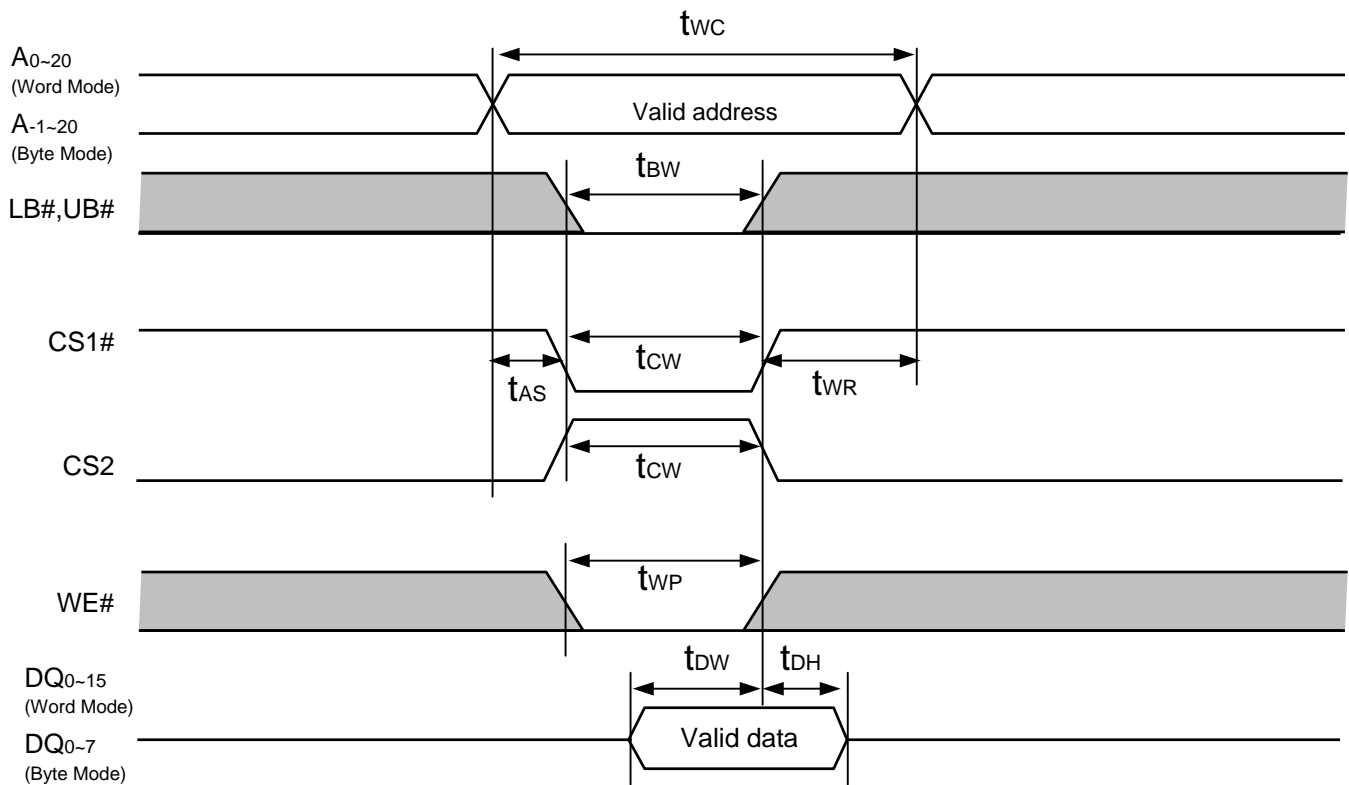 tWC
A0~20
(Word Mode)
Valid address
A-1~20
(Byte Mode)
tBW
LB#,UB#
CS1#
tCW
tAS
tWR
CS2
tCW
WE#
tWP
tDW
tDH
DQ0~15
(Word Mode)
Valid data
DQ0~7
(Byte Mode)